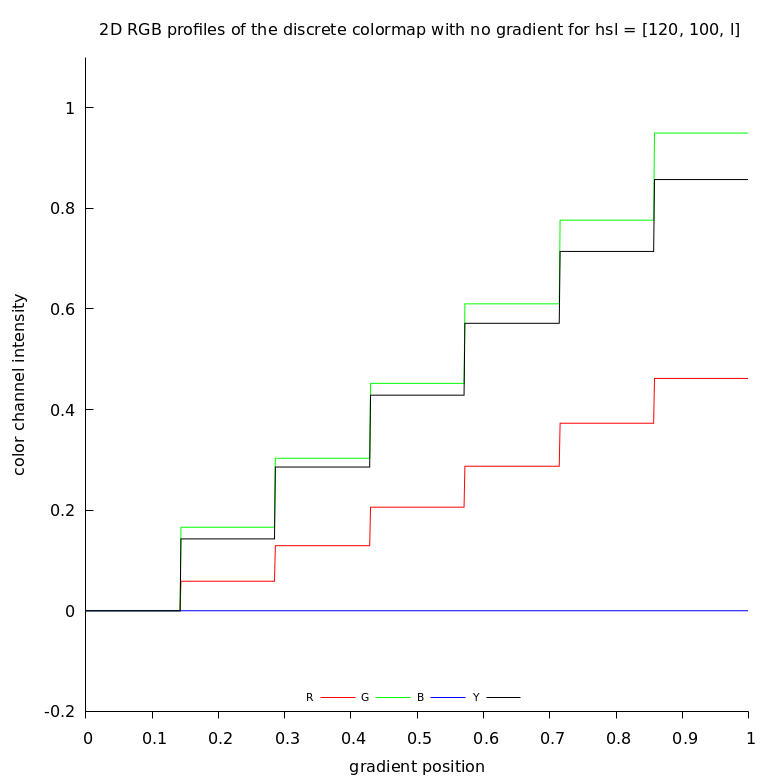 2D RGB profiles of the discrete colormap with no gradient for hsl = [120, 100, l]
1
0.8
0.6
0.4
0.2
0
-0.2
color channel intensity
R G B Y
0 0.1 0.2 0.3 0.4 0.5 0.6 0.7 0.8 0.9 1
gradient position